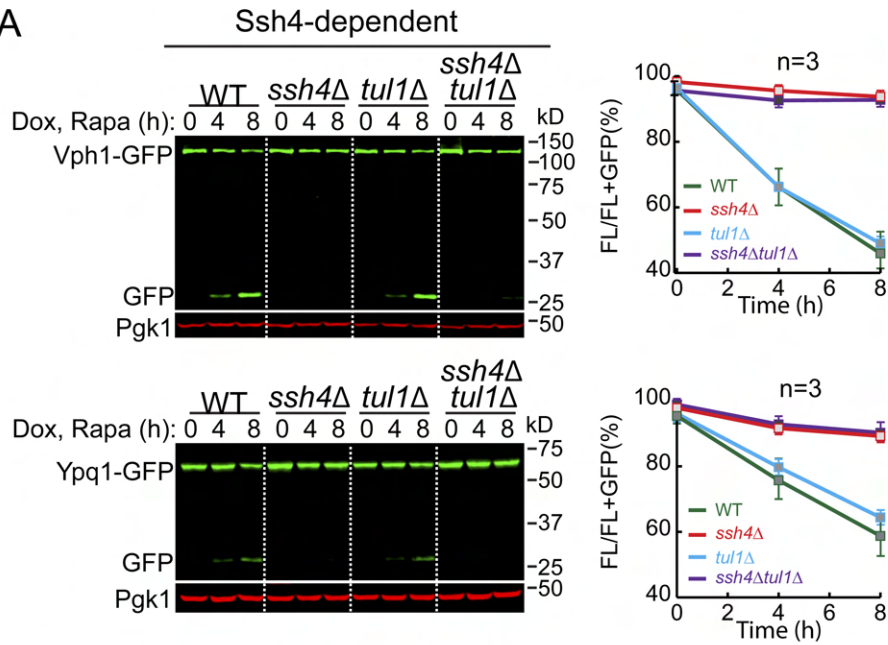 A
Ssh4-dependent
WT ssh4Δ tul1Δ ssh4Δ tul1Δ
Dox, Rapa (h): 0 4 8 0 4 8 0 4 8 0 4 8 kD
Vph1-GFP
-150
-100
-75
-50
-37
GFP
-25
Pgk1
-50
n=3
FL/FL+GFP(%)
100
80
60
40
WT
ssh4Δ
tul1Δ
ssh4Δtul1Δ
0 2 4 6 8
Time (h)
WT ssh4Δ tul1Δ ssh4Δ tul1Δ
Dox, Rapa (h): 0 4 8 0 4 8 0 4 8 0 4 8 kD
-75
Ypq1-GFP
-50
-37
GFP
-25
Pgk1
-50
n=3
FL/FL+GFP(%)
100
80
60
40
WT
ssh4Δ
tul1Δ
ssh4Δtul1Δ
0 2 4 6 8
Time (h)